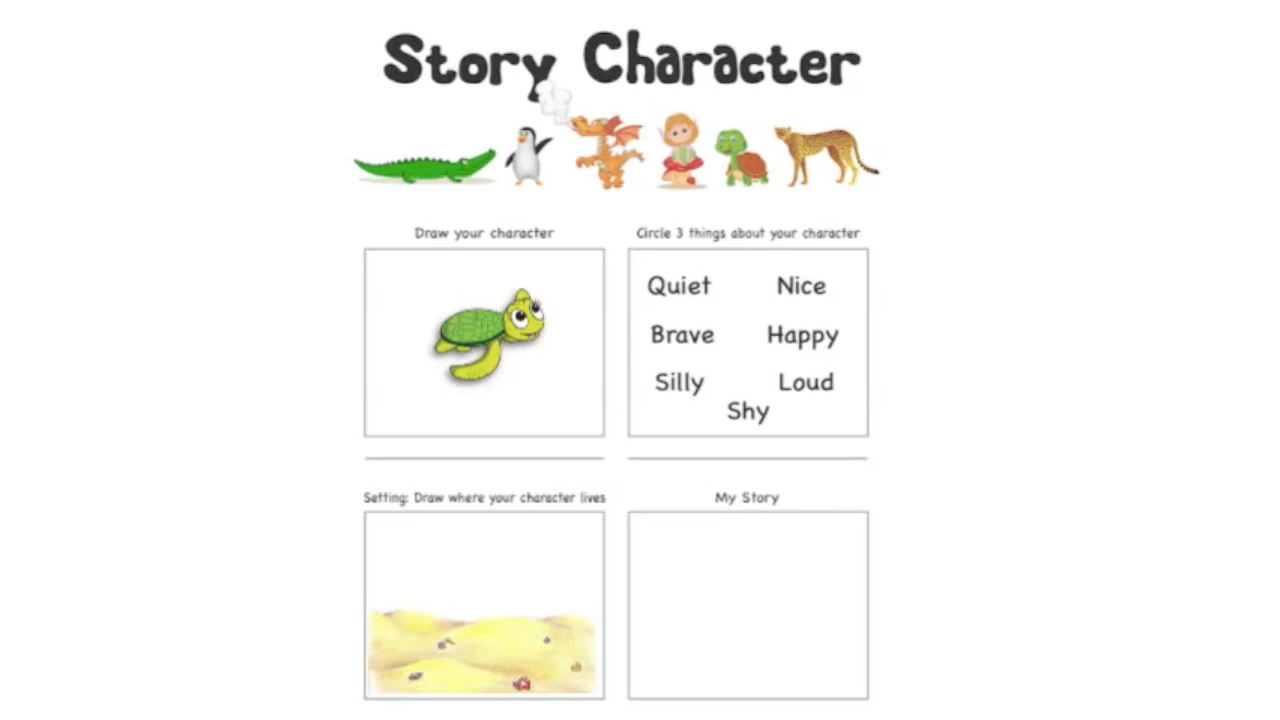 Story Character
Draw your character
Circle 3 things about your character
Quiet Nice
Brave Happy
Silly Loud
Shy
Setting: Draw where your character lives
My Story